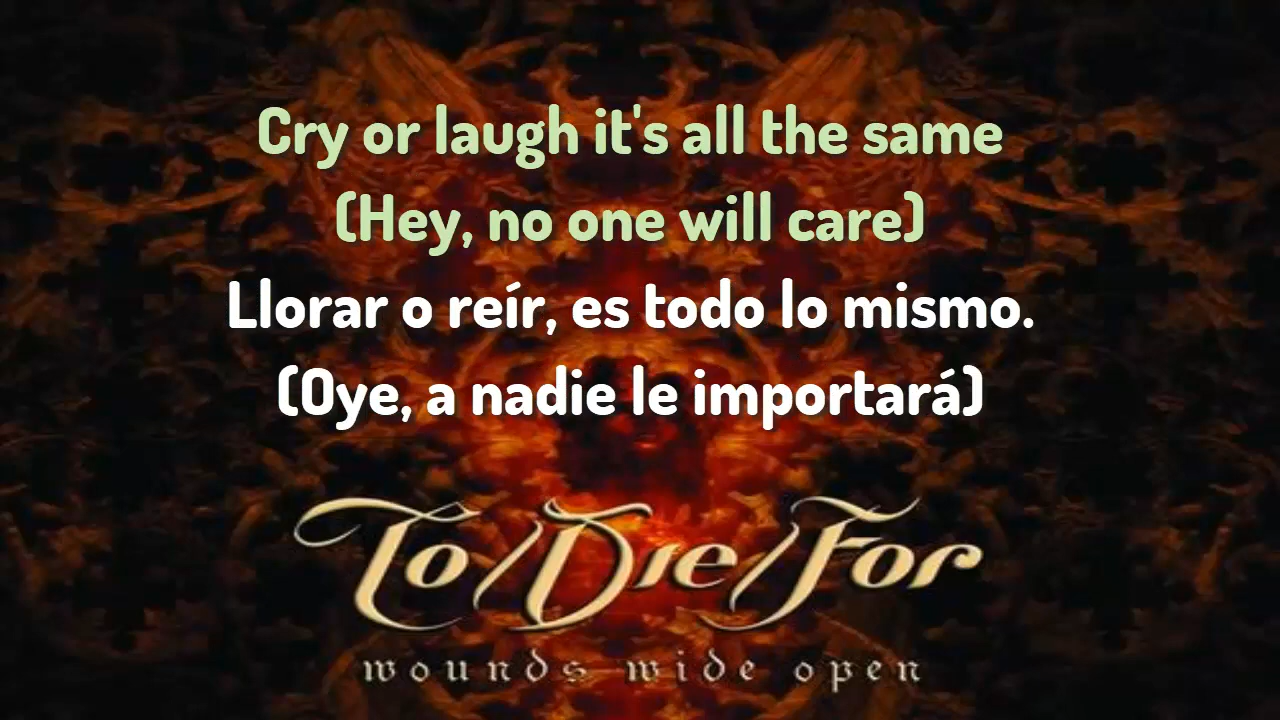 Cry or laugh it's all the same
(Hey, no one will care)
Llorar o reír, es todo lo mismo.
(Oye, a nadie le importará)
To/Die/For
wounds wide open